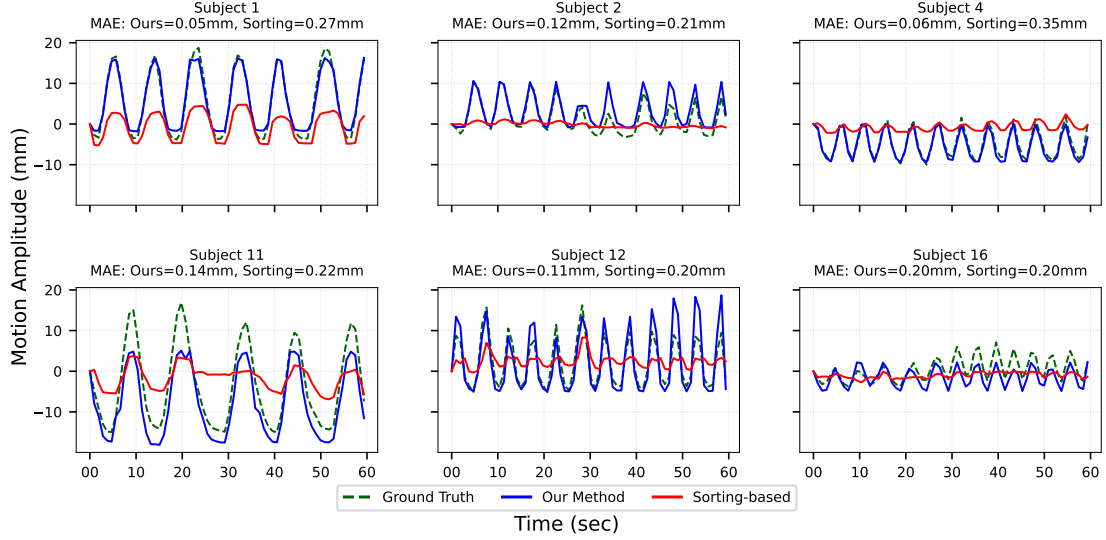 Subject 1
MAE: Ours=0.05mm, Sorting=0.27mm
Subject 2
MAE: Ours=0.12mm, Sorting=0.21mm
Subject 4
MAE: Ours=0.06mm, Sorting=0.35mm
20
10
0
−10
Subject 11
MAE: Ours=0.14mm, Sorting=0.22mm
Subject 12
MAE: Ours=0.11mm, Sorting=0.20mm
Subject 16
MAE: Ours=0.20mm, Sorting=0.20mm
20
10
0
−10
00 10 20 30 40 50 60
00 10 20 30 40 50 60
00 10 20 30 40 50 60
Motion Amplitude (mm)
Ground Truth Our Method Sorting-based
Time (sec)